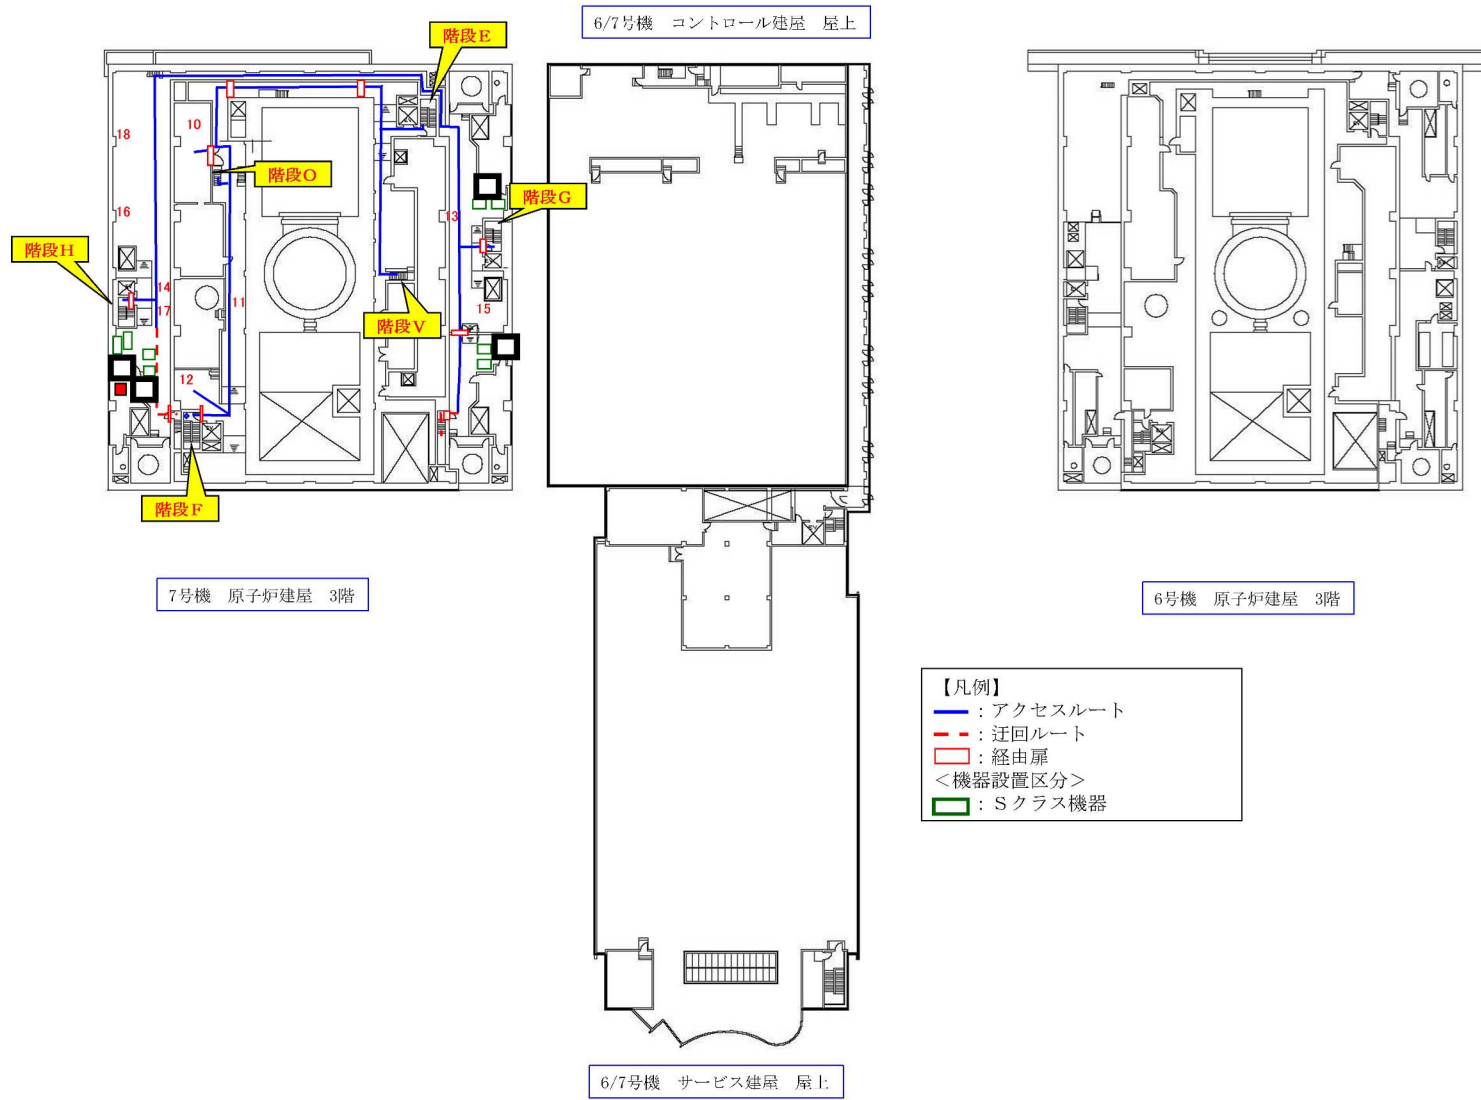 6/7号機　コントロール建屋　屋上
階段E
10
18
階段O
階段G
16
13
階段H
14
17
11
15
階段V
12
階段F
7号機　原子炉建屋　3階
6号機　原子炉建屋　3階
【凡例】
：アクセスルート
：迂回ルート
：経由扉
＜機器設置区分＞
：Sクラス機器
6/7号機　サービス建屋　屋上